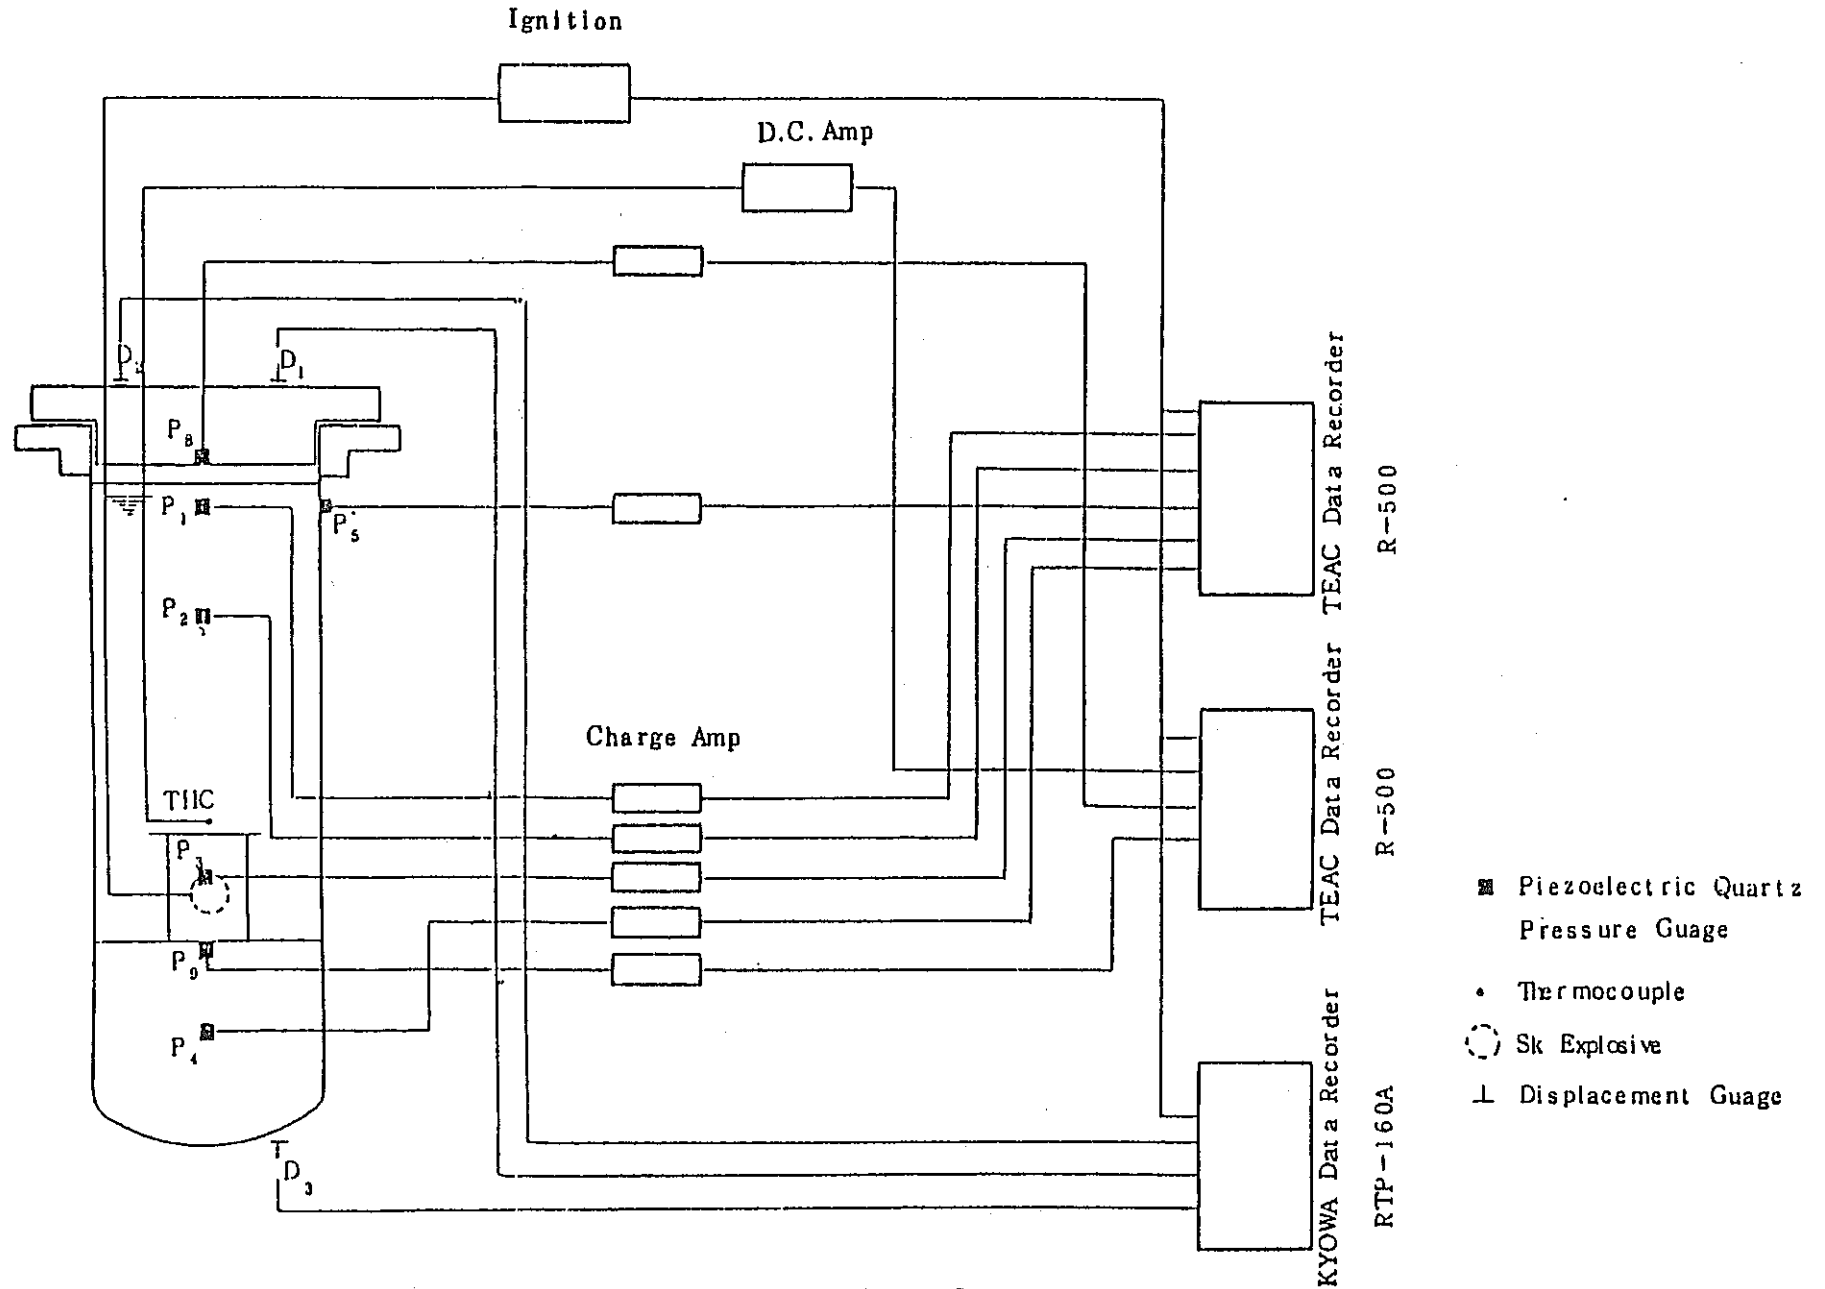 Ignition
D.C. Amp
D2
D1
P8
P1
P5
P2
Charge Amp
THC
P3
P9
P4
D3
TEAC Data Recorder
R-500
TEAC Data Recorder
R-500
KYOWA Data Recorder
RTP-160A
Piezoelectric Quartz
Pressure Guage
Thermocouple
Sk Explosive
Displacement Guage